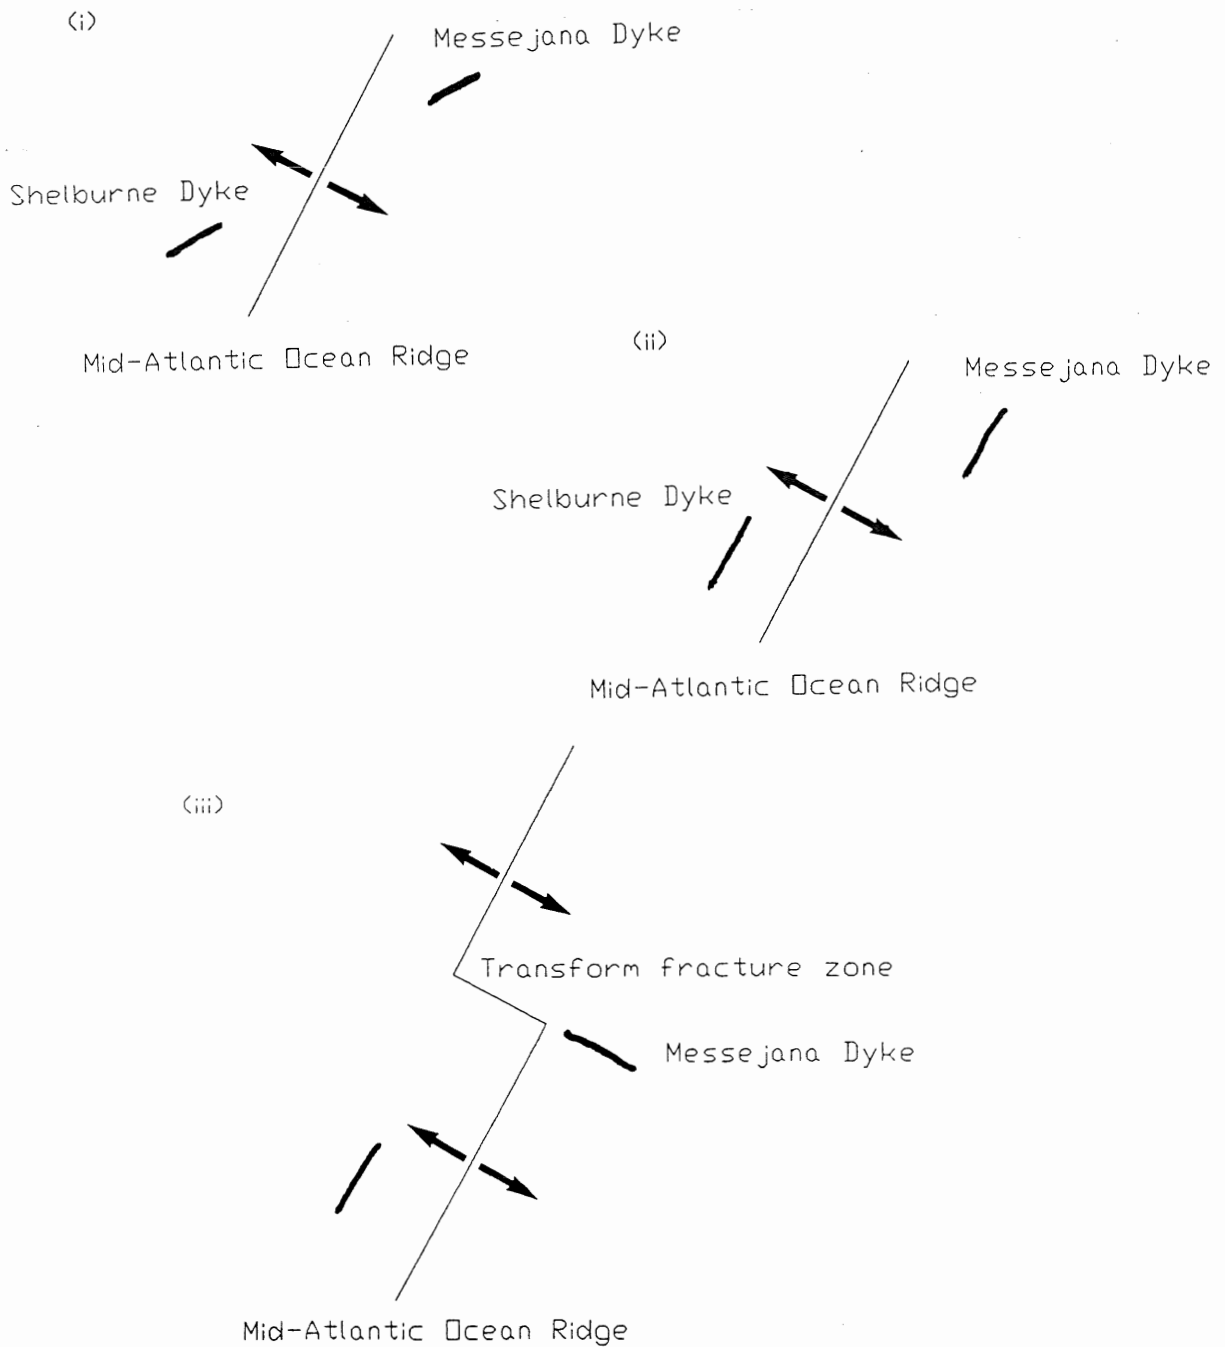 (i)
Messejana Dyke
Shelburne Dyke
Mid-Atlantic Ocean Ridge
(ii)
Messejana Dyke
Shelburne Dyke
Mid-Atlantic Ocean Ridge
(iii)
Transform fracture zone
Messejana Dyke
Mid-Atlantic Ocean Ridge